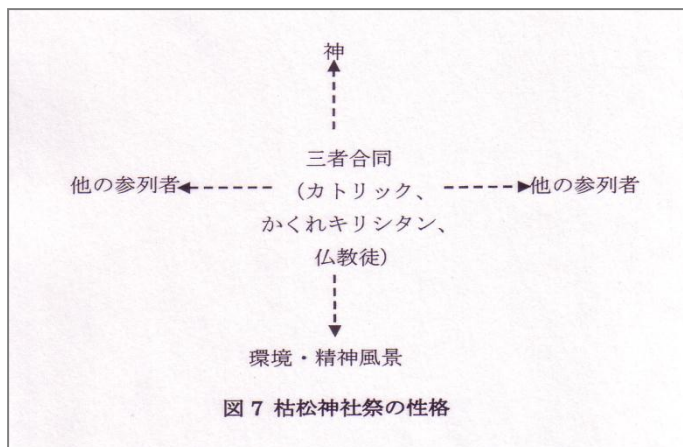 神
三者合同
他の参列者
（カトリック、
他の参列者
かくれキリシタン、
仏教徒）
環境・精神風景
図 7 枯松神社祭の性格